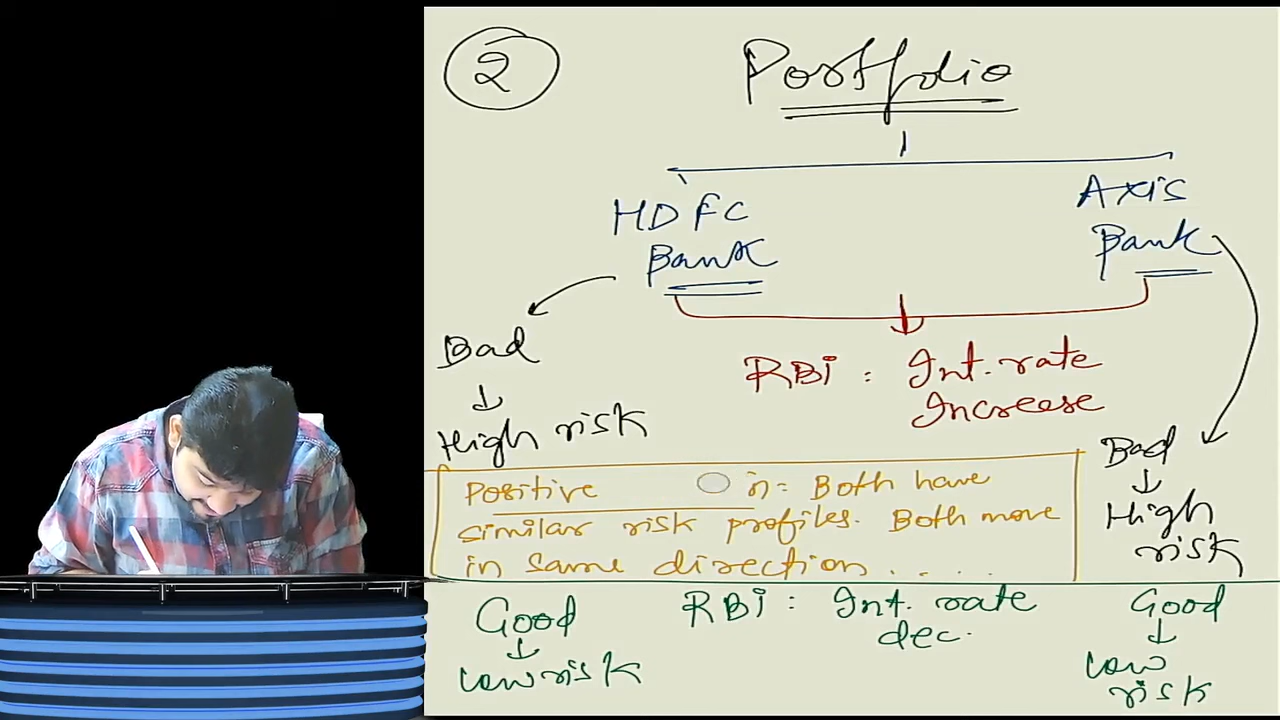 2
Portfolio
HDFC
Bank
Axis
Bank
Bad
↓
High risk
RBI : Int. rate
Increase
Bad
↓
High
risk
Positive in = Both have
similar risk profiles. Both move
in same direction . . . . .
Good
↓
Low risk
RBI : Int. rate
dec.
Good
↓
Low
risk